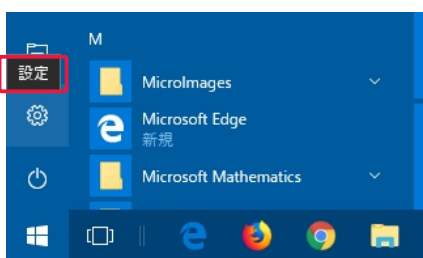 M
設定
MicroImages
Microsoft Edge
新規
Microsoft Mathematics